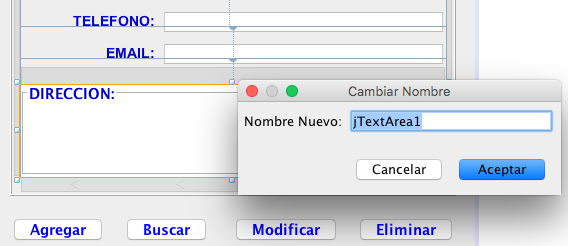 TELEFONO:
EMAIL:
Cambiar Nombre
DIRECCION:
Nombre Nuevo: jTextArea1
Cancelar Aceptar
Agregar Buscar Modificar Eliminar